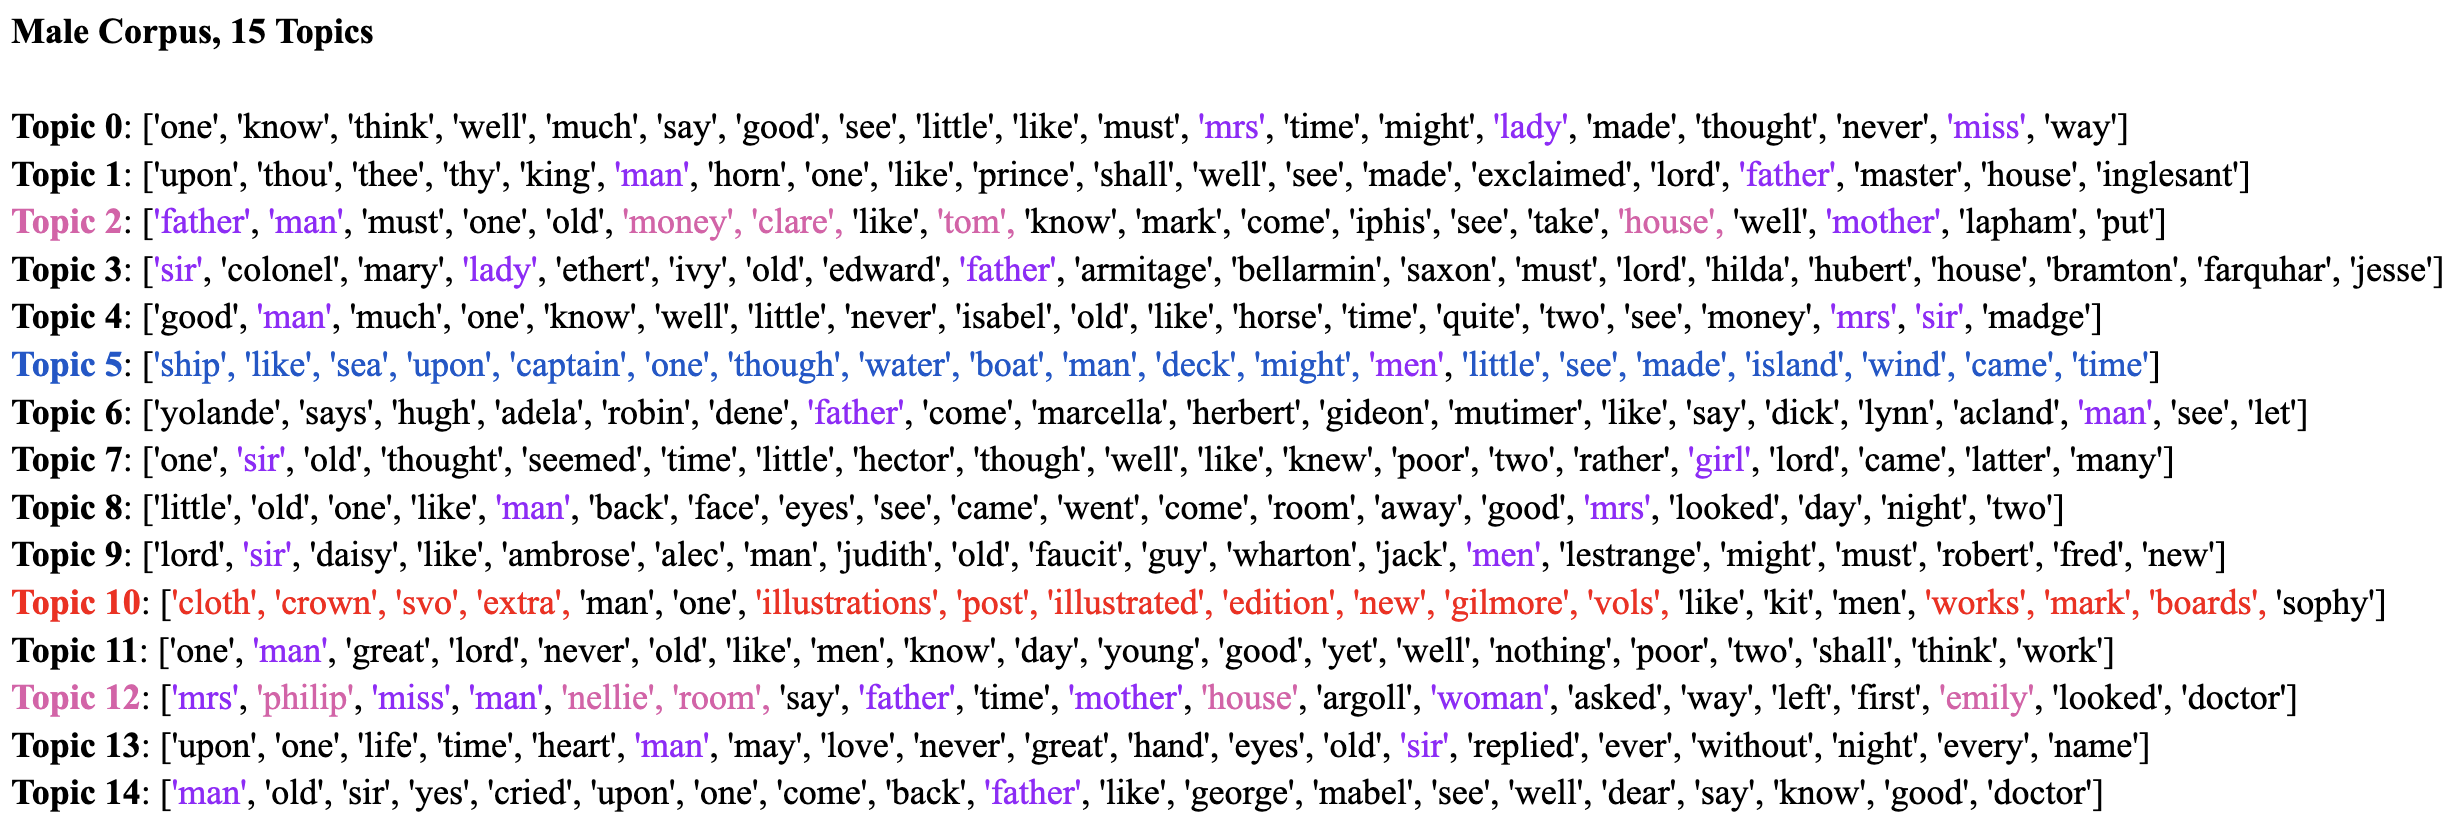 Male Corpus, 15 Topics
Topic 0: ['one', 'know', 'think', 'well', 'much', 'say', 'good', 'see', 'little', 'like', 'must', 'mrs', 'time', 'might', 'lady', 'made', 'thought', 'never', 'miss', 'way']
Topic 1: ['upon', 'thou', 'thee', 'thy', 'king', 'man', 'horn', 'one', 'like', 'prince', 'shall', 'well', 'see', 'made', 'exclaimed', 'lord', 'father', 'master', 'house', 'inglesant']
Topic 2: ['father', 'man', 'must', 'one', 'old', 'money', 'clare', 'like', 'tom', 'know', 'mark', 'come', 'iphis', 'see', 'take', 'house', 'well', 'mother', 'lapham', 'put']
Topic 3: ['sir', 'colonel', 'mary', 'lady', 'ethert', 'ivy', 'old', 'edward', 'father', 'armitage', 'bellarmin', 'saxon', 'must', 'lord', 'hilda', 'hubert', 'house', 'bramton', 'farquhar', 'jesse']
Topic 4: ['good', 'man', 'much', 'one', 'know', 'well', 'little', 'never', 'isabel', 'old', 'like', 'horse', 'time', 'quite', 'two', 'see', 'money', 'mrs', 'sir', 'madge']
Topic 5: ['ship', 'like', 'sea', 'upon', 'captain', 'one', 'though', 'water', 'boat', 'man', 'deck', 'might', 'men', 'little', 'see', 'made', 'island', 'wind', 'came', 'time']
Topic 6: ['yolande', 'says', 'hugh', 'adela', 'robin', 'dene', 'father', 'come', 'marcella', 'herbert', 'gideon', 'mutimer', 'like', 'say', 'dick', 'lynn', 'acland', 'man', 'see', 'let']
Topic 7: ['one', 'sir', 'old', 'thought', 'seemed', 'time', 'little', 'hector', 'though', 'well', 'like', 'knew', 'poor', 'two', 'rather', 'girl', 'lord', 'came', 'latter', 'many']
Topic 8: ['little', 'old', 'one', 'like', 'man', 'back', 'face', 'eyes', 'see', 'came', 'went', 'come', 'room', 'away', 'good', 'mrs', 'looked', 'day', 'night', 'two']
Topic 9: ['lord', 'sir', 'daisy', 'like', 'ambrose', 'alec', 'man', 'judith', 'old', 'faucit', 'guy', 'wharton', 'jack', 'men', 'lestrange', 'might', 'must', 'robert', 'fred', 'new']
Topic 10: ['cloth', 'crown', 'svo', 'extra', 'man', 'one', 'illustrations', 'post', 'illustrated', 'edition', 'new', 'gilmore', 'vols', 'like', 'kit', 'men', 'works', 'mark', 'boards', 'sophy']
Topic 11: ['one', 'man', 'great', 'lord', 'never', 'old', 'like', 'men', 'know', 'day', 'young', 'good', 'yet', 'well', 'nothing', 'poor', 'two', 'shall', 'think', 'work']
Topic 12: ['mrs', 'philip', 'miss', 'man', 'nellie', 'room', 'say', 'father', 'time', 'mother', 'house', 'argoll', 'woman', 'asked', 'way', 'left', 'first', 'emily', 'looked', 'doctor']
Topic 13: ['upon', 'one', 'life', 'time', 'heart', 'man', 'may', 'love', 'never', 'great', 'hand', 'eyes', 'old', 'sir', 'replied', 'ever', 'without', 'night', 'every', 'name']
Topic 14: ['man', 'old', 'sir', 'yes', 'cried', 'upon', 'one', 'come', 'back', 'father', 'like', 'george', 'mabel', 'see', 'well', 'dear', 'say', 'know', 'good', 'doctor']